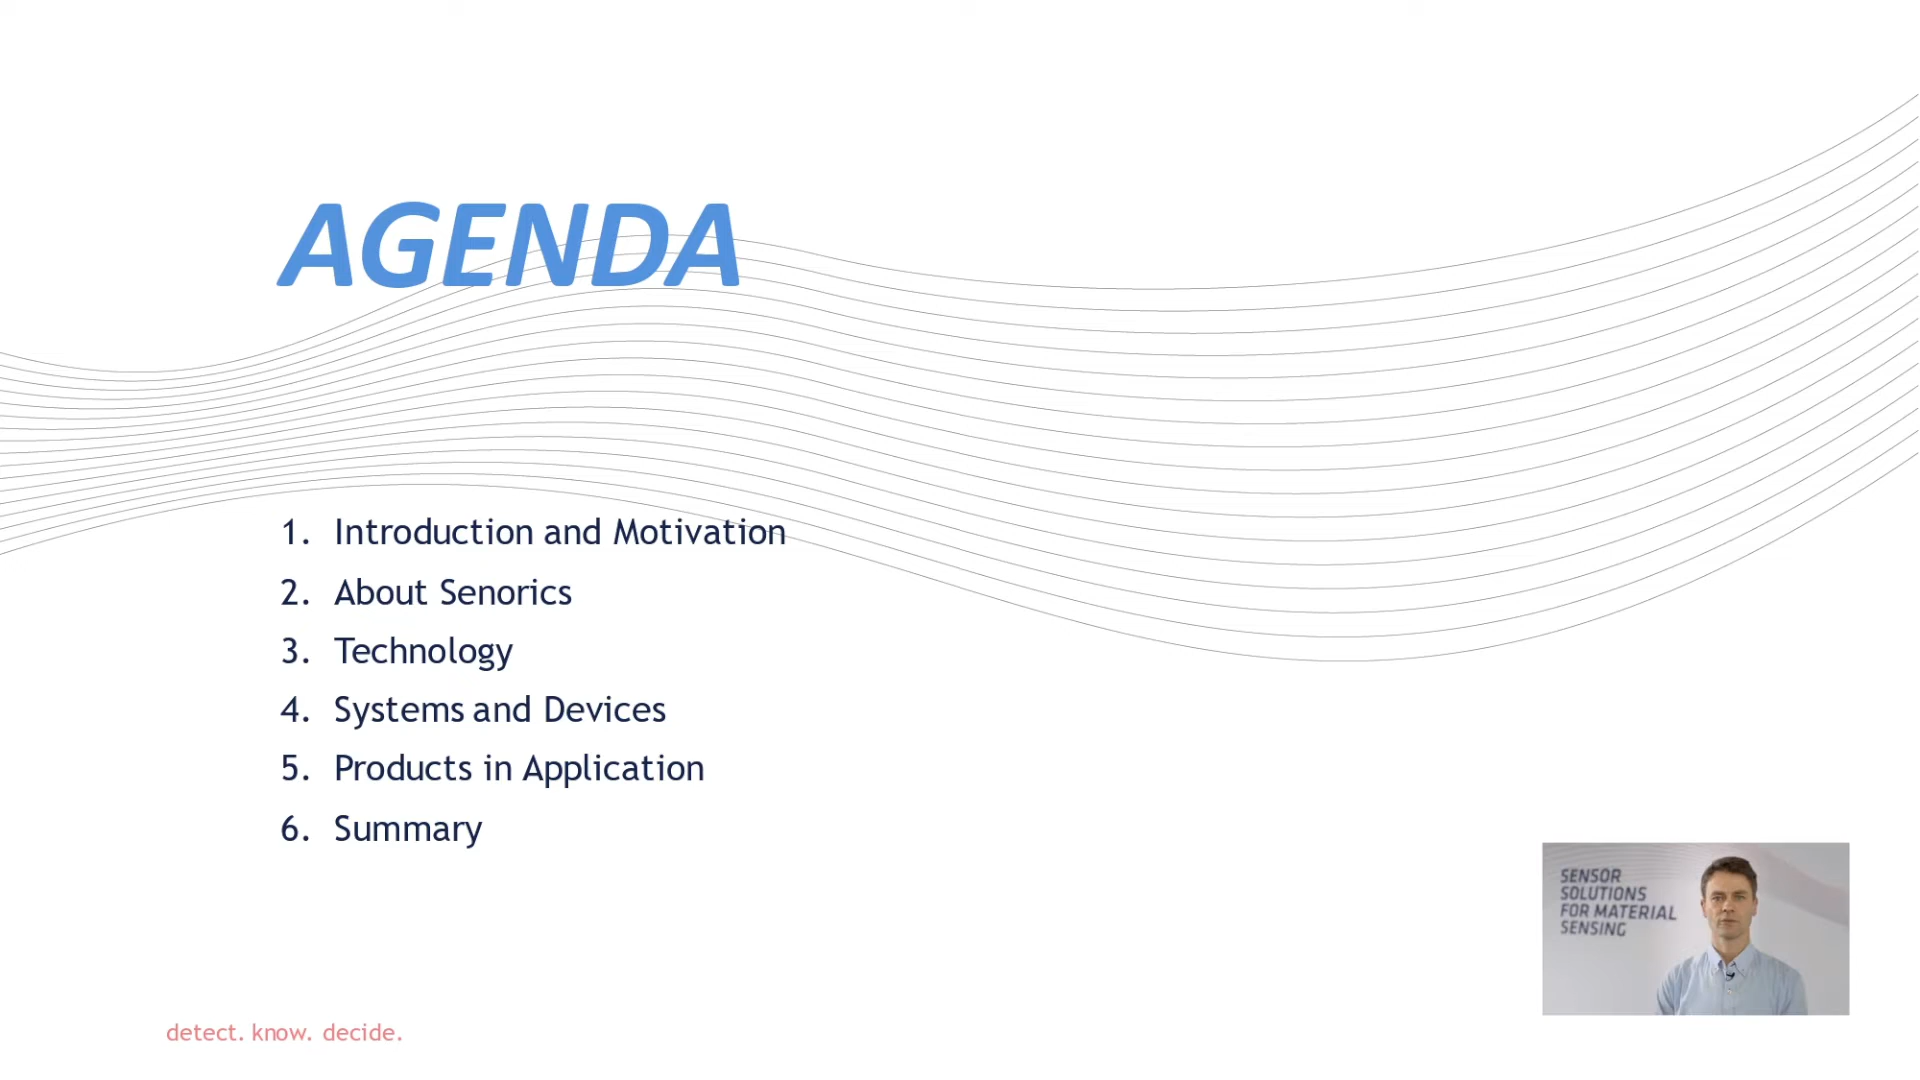 AGENDA
1. Introduction and Motivation
2. About Senorics
3. Technology
4. Systems and Devices
5. Products in Application
6. Summary
SENSOR
SOLUTIONS
FOR MATERIAL
SENSING
detect. know. decide.